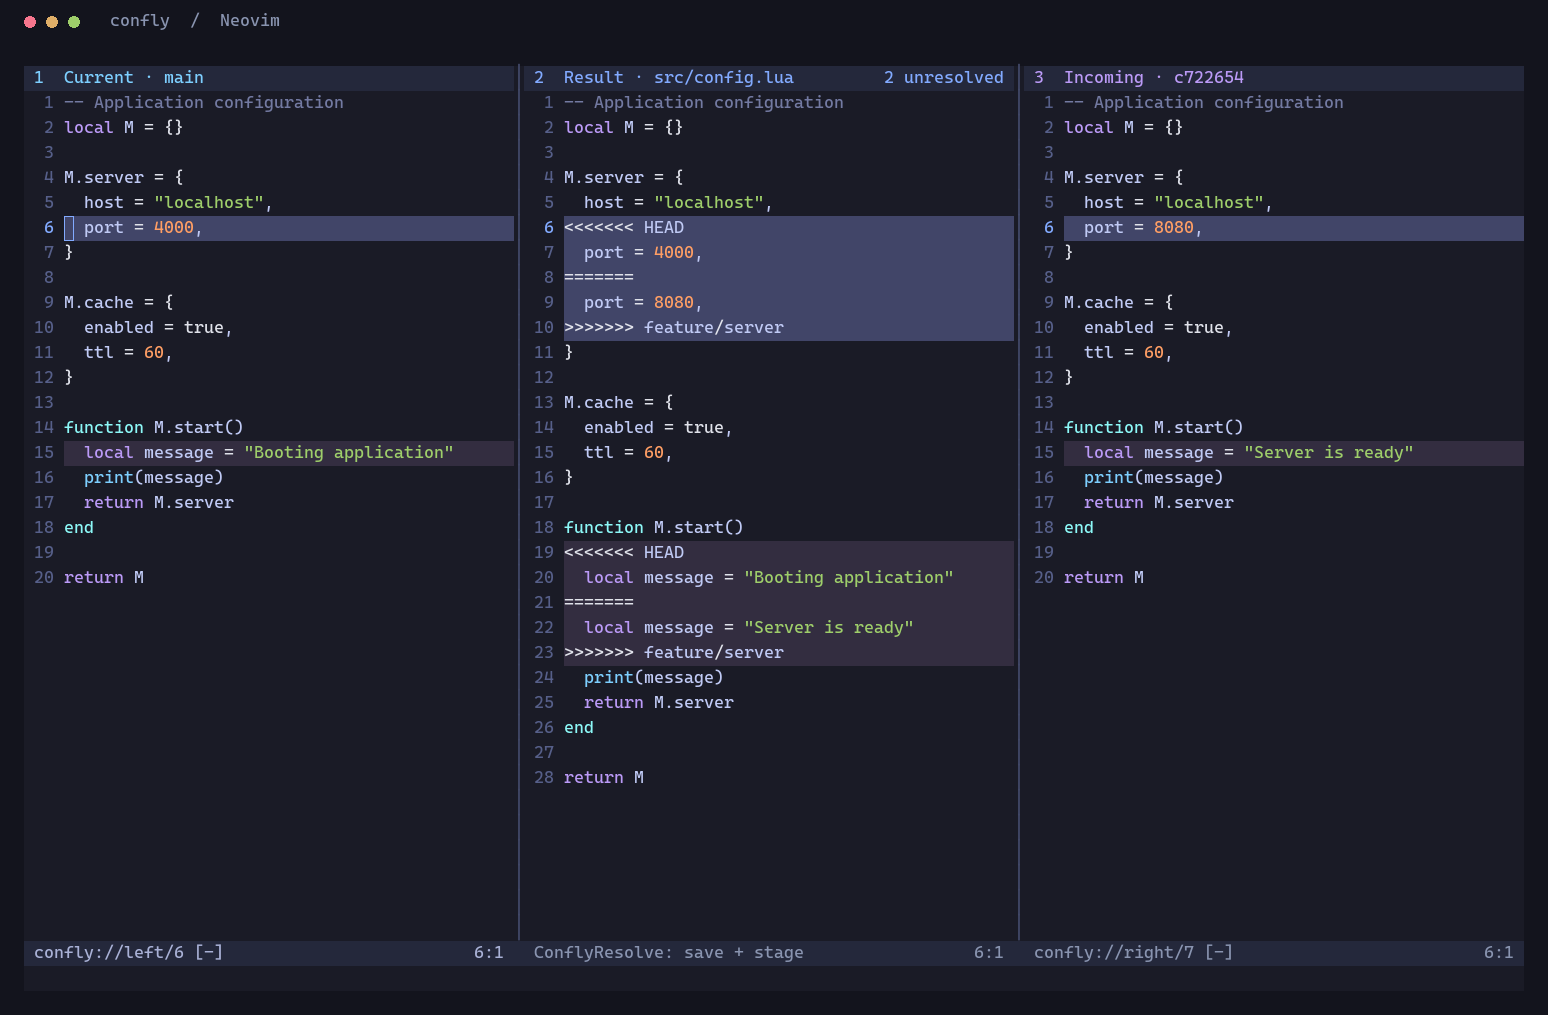 confly / Neovim
1 Current · main
1 -- Application configuration
2 local M = {}
3
4 M.server = {
5   host = "localhost",
6   port = 4000,
7 }
8
9 M.cache = {
10   enabled = true,
11   ttl = 60,
12 }
13
14 function M.start()
15   local message = "Booting application"
16   print(message)
17   return M.server
18 end
19
20 return M
confly://left/6 [-] 6:1
2 Result · src/config.lua 2 unresolved
1 -- Application configuration
2 local M = {}
3
4 M.server = {
5   host = "localhost",
6 <<<<<<< HEAD
7   port = 4000,
8 =======
9   port = 8080,
10 >>>>>>> feature/server
11 }
12
13 M.cache = {
14   enabled = true,
15   ttl = 60,
16 }
17
18 function M.start()
19 <<<<<<< HEAD
20   local message = "Booting application"
21 =======
22   local message = "Server is ready"
23 >>>>>>> feature/server
24   print(message)
25   return M.server
26 end
27
28 return M
ConflyResolve: save + stage 6:1
3 Incoming · c722654
1 -- Application configuration
2 local M = {}
3
4 M.server = {
5   host = "localhost",
6   port = 8080,
7 }
8
9 M.cache = {
10   enabled = true,
11   ttl = 60,
12 }
13
14 function M.start()
15   local message = "Server is ready"
16   print(message)
17   return M.server
18 end
19
20 return M
confly://right/7 [-] 6:1